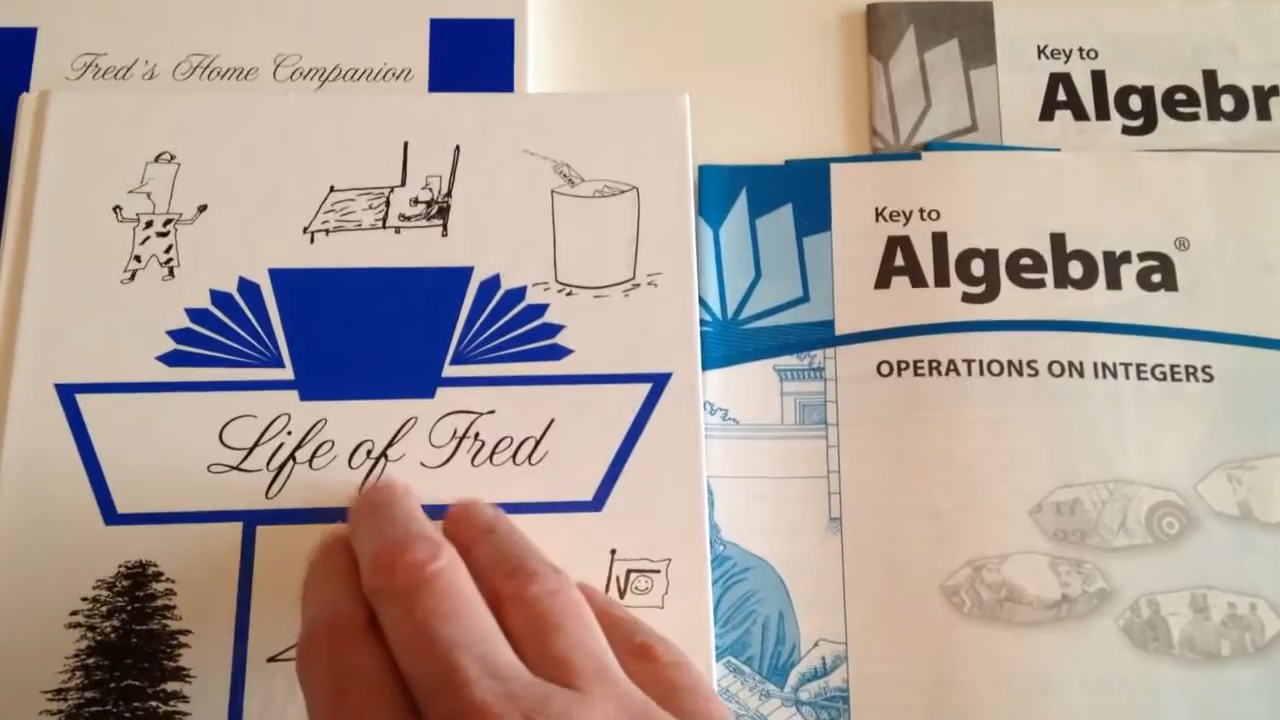 Fred's Home Companion
Life of Fred
√
Key to
Algebr
Key to
Algebra®
OPERATIONS ON INTEGERS